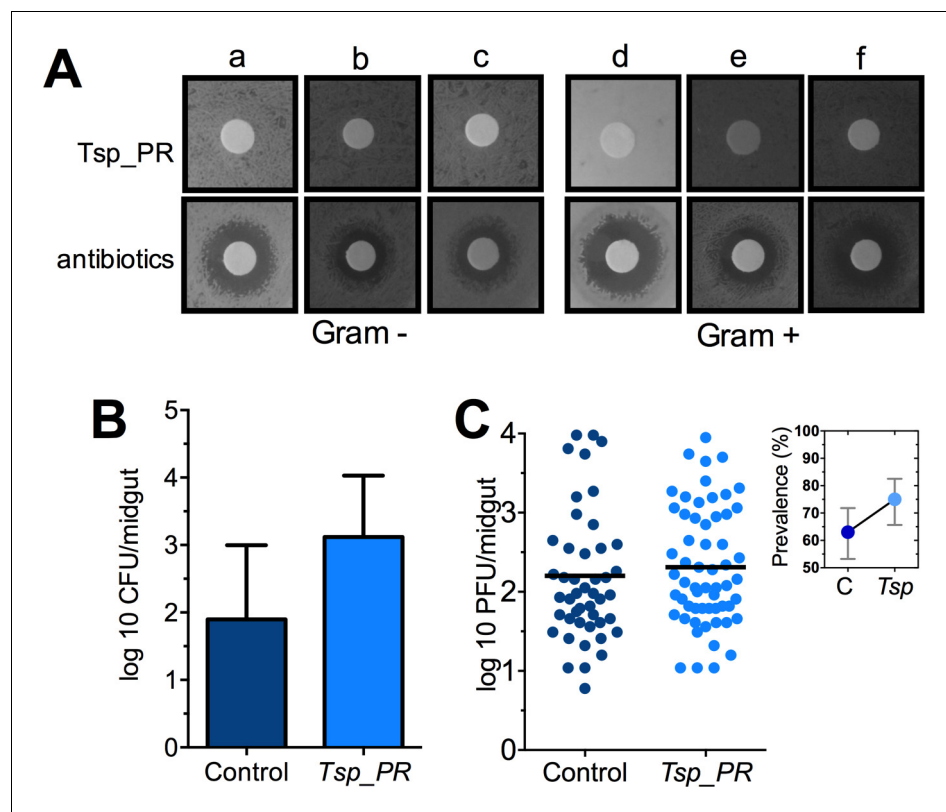 A
a b c d e f
Tsp_PR
antibiotics
Gram - Gram +
B
log 10 CFU/midgut
5
4
3
2
1
0
Control Tsp_PR
C
log 10 PFU/midgut
4
3
2
1
0
Control Tsp_PR
Prevalence (%)
100
90
80
70
60
50
C Tsp